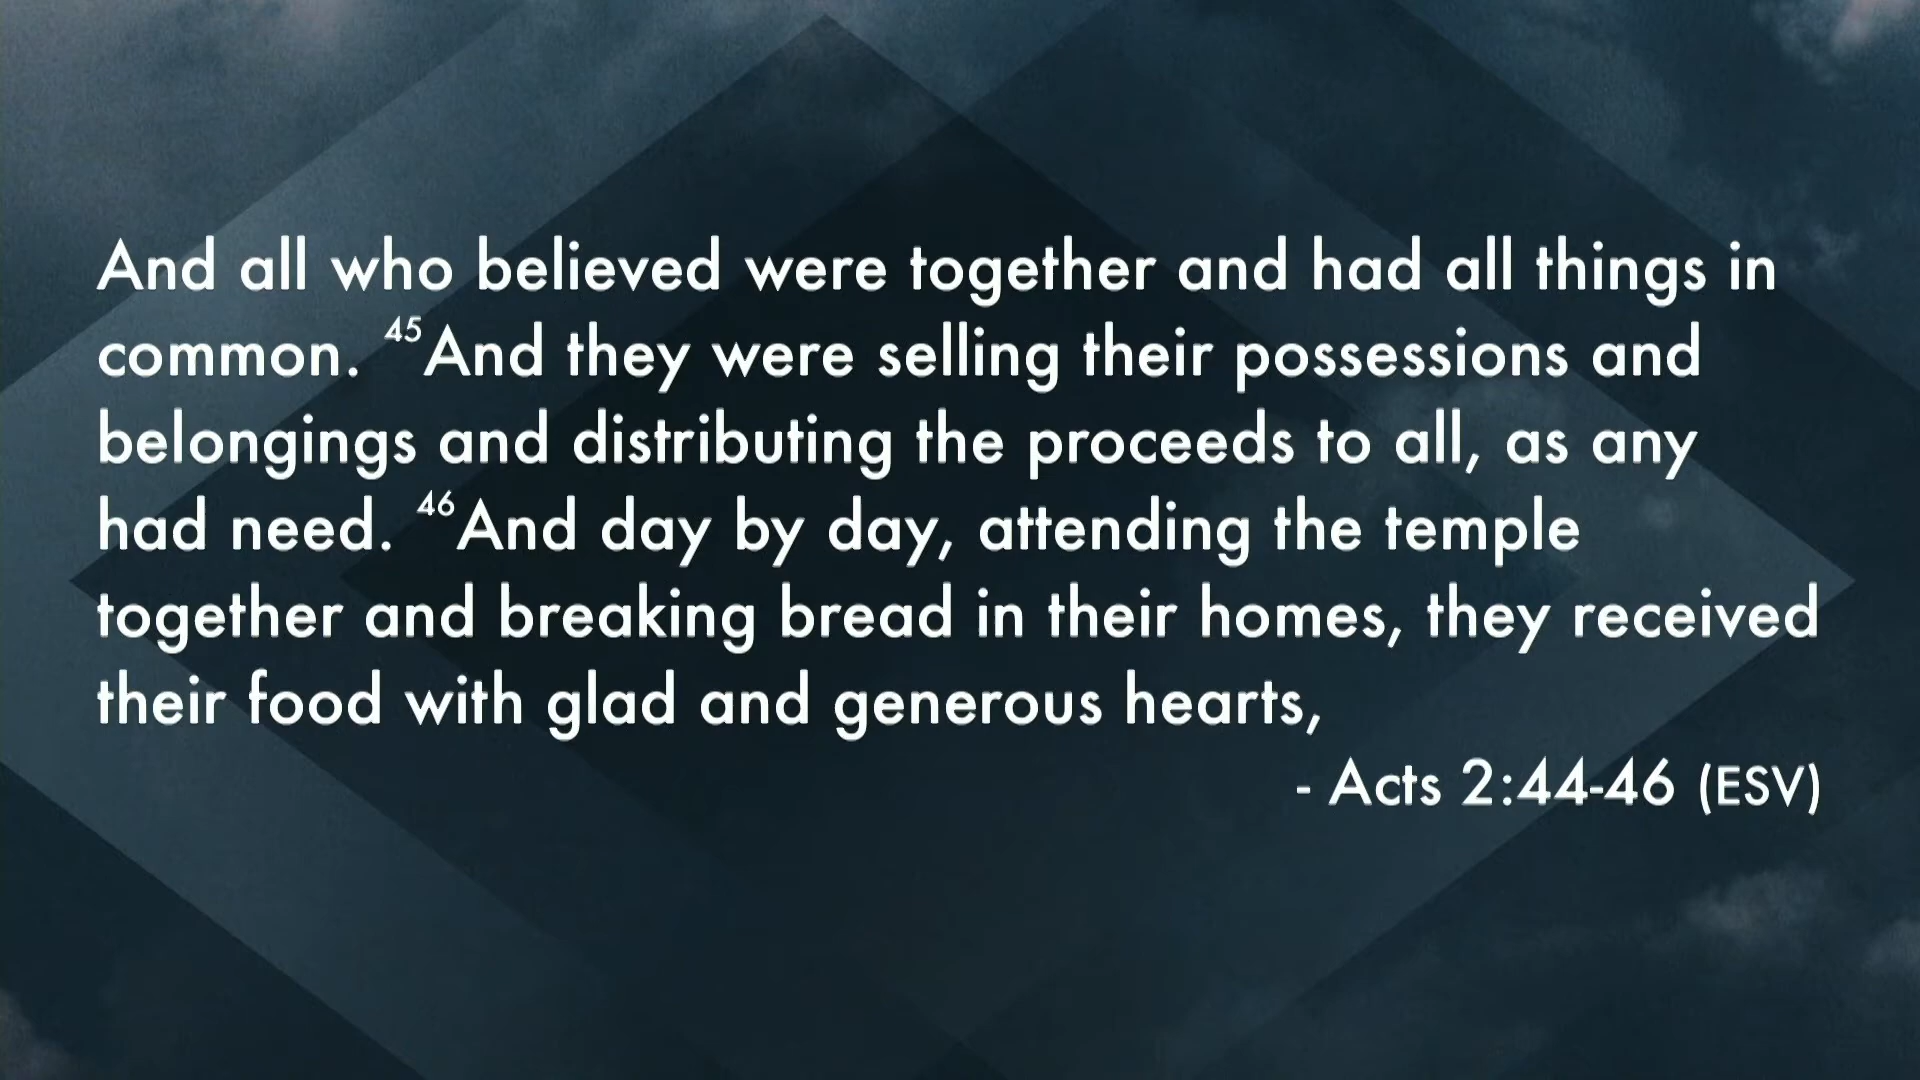 And all who believed were together and had all things in
common. ⁴⁵And they were selling their possessions and
belongings and distributing the proceeds to all, as any
had need. ⁴⁶And day by day, attending the temple
together and breaking bread in their homes, they received
their food with glad and generous hearts,
- Acts 2:44-46 (ESV)